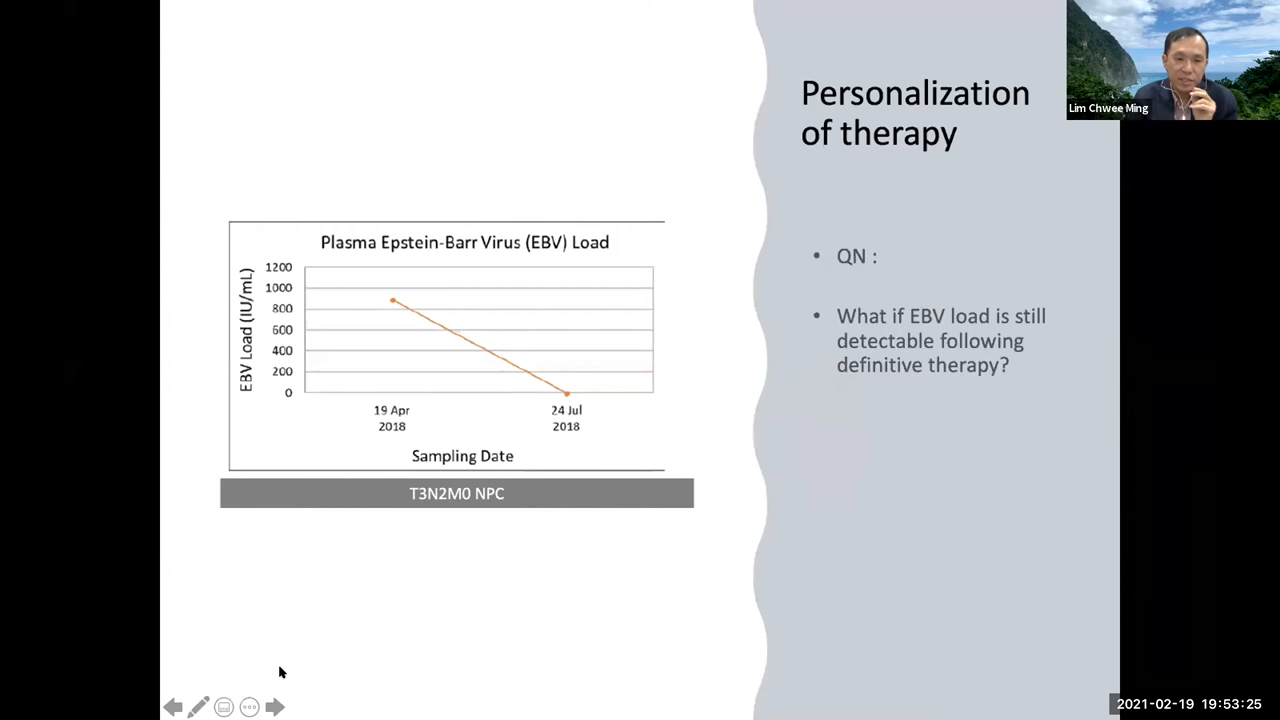 Personalization
of therapy
Lim Chwee Ming
Plasma Epstein-Barr Virus (EBV) Load
EBV Load (IU/mL)
1200
1000
800
600
400
200
0
19 Apr
2018
24 Jul
2018
Sampling Date
T3N2M0 NPC
• QN :
• What if EBV load is still
detectable following
definitive therapy?
2021-02-19 19:53:25